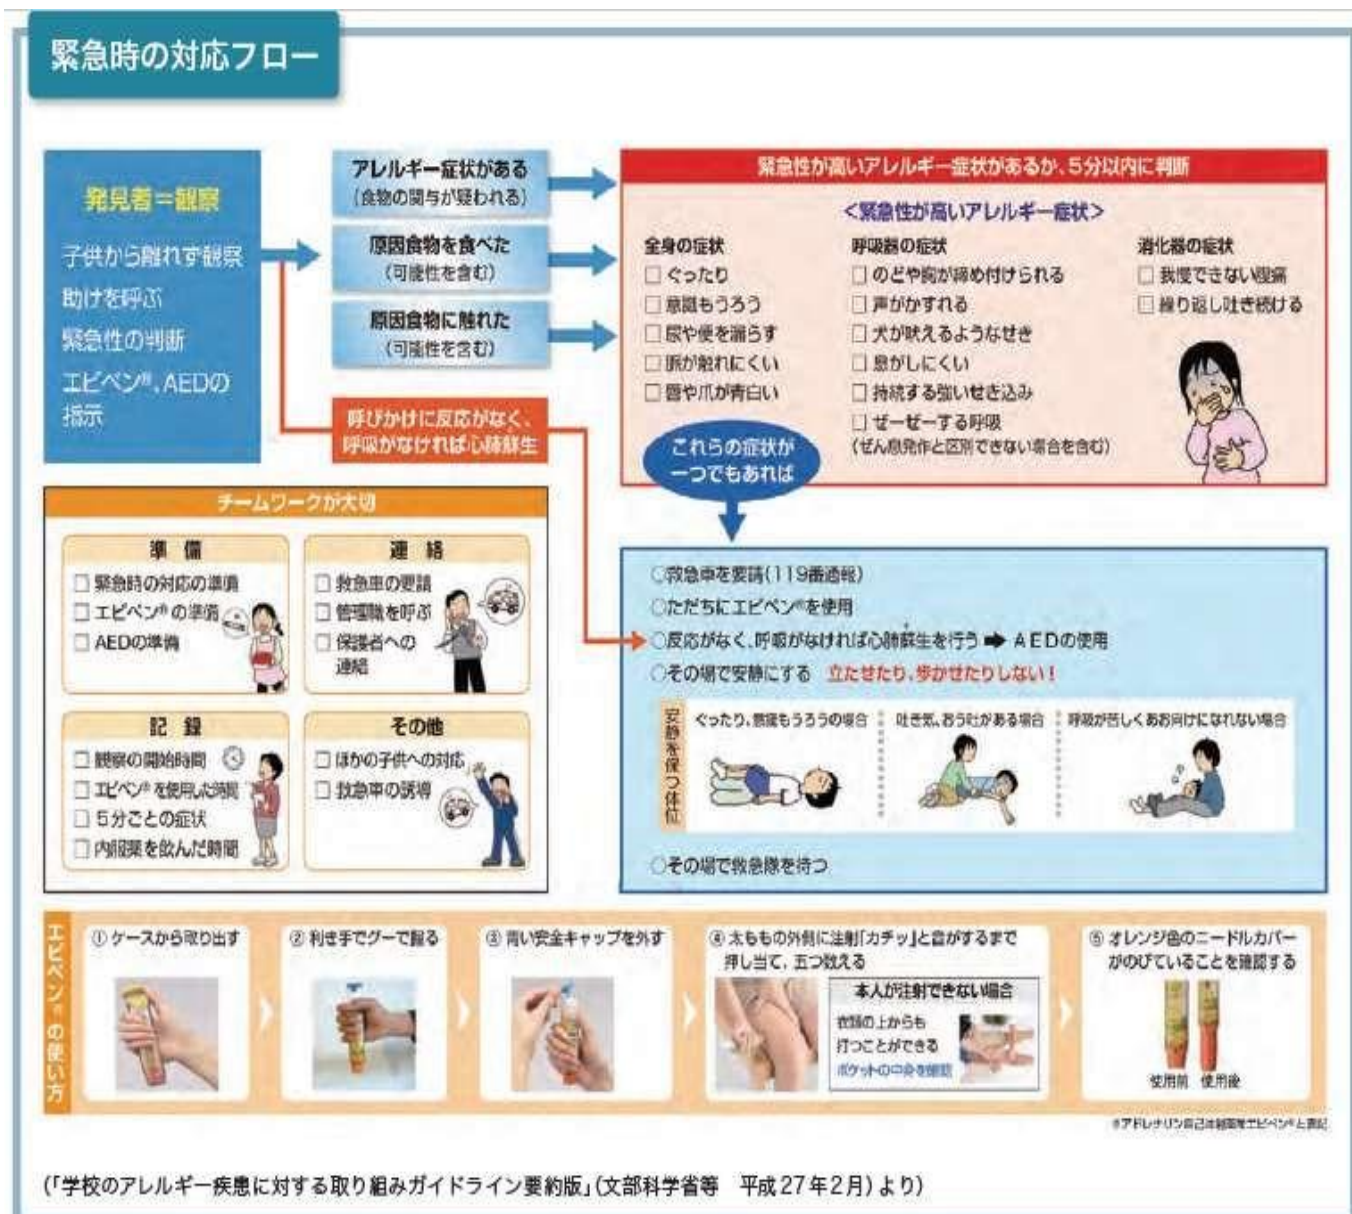 緊急時の対応フロー
発見者=観察
子供から離れず観察
助けを呼ぶ
緊急性の判断
エピペン®、AEDの
指示
アレルギー症状がある
(食物の関与が疑われる)
原因食物を食べた
(可能性を含む)
原因食物に触れた
(可能性を含む)
呼びかけに反応がなく、
呼吸がなければ心肺蘇生
緊急性が高いアレルギー症状があるか、5分以内に判断
<緊急性が高いアレルギー症状>
全身の症状
□ ぐったり
□ 意識もうろう
□ 尿や便を漏らす
□ 脈が触れにくい
□ 唇や爪が青白い
呼吸器の症状
□ のどや胸が締め付けられる
□ 声がかすれる
□ 犬が吠えるようなせき
□ 息がしにくい
□ 持続する強いせき込み
□ ぜーぜーする呼吸
(ぜん息発作と区別できない場合を含む)
消化器の症状
□ 我慢できない腹痛
□ 繰り返し吐き続ける
これらの症状が
一つでもあれば
チームワークが大切
準 備
□ 緊急時の対応の準備
□ エピペン®の準備
□ AEDの準備
連 絡
□ 救急車の要請
□ 管理職を呼ぶ
□ 保護者への
連絡
記 録
□ 観察の開始時間
□ エピペン®を使用した時間
□ 5分ごとの症状
□ 内服薬を飲んだ時間
その他
□ ほかの子供への対応
□ 救急車の誘導
○救急車を要請(119番通報)
○ただちにエピペン®を使用
○反応がなく、呼吸がなければ心肺蘇生を行う ➡ AEDの使用
○その場で安静にする 立たせたり、歩かせたりしない!
安静を保つ体位
ぐったり、意識もうろうの場合
吐き気、おう吐がある場合
呼吸が苦しくあお向けになれない場合
○その場で救急隊を待つ
エピペン®の使い方
① ケースから取り出す
② 利き手でグーで握る
③ 青い安全キャップを外す
④ 太ももの外側に注射「カチッ」と音がするまで
押し当て、五つ数える
本人が注射できない場合
衣類の上からも
打つことができる
ポケットの中身を確認
⑤ オレンジ色のニードルカバー
がのびていることを確認する
使用前 使用後
※アドレナリン自己注射薬をエピペン®と表記
(「学校のアレルギー疾患に対する取り組みガイドライン要約版」(文部科学省等 平成27年2月)より)